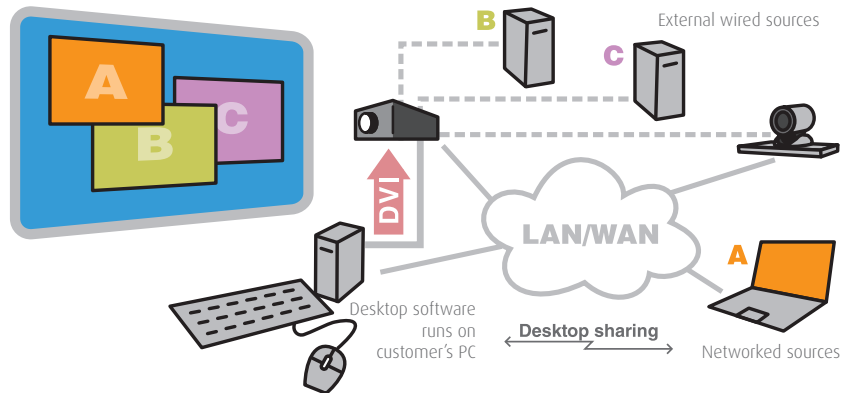 B
External wired sources
C
A
C
B
DVI
LAN/WAN
A
Desktop software
runs on
customer's PC
Desktop sharing
Networked sources